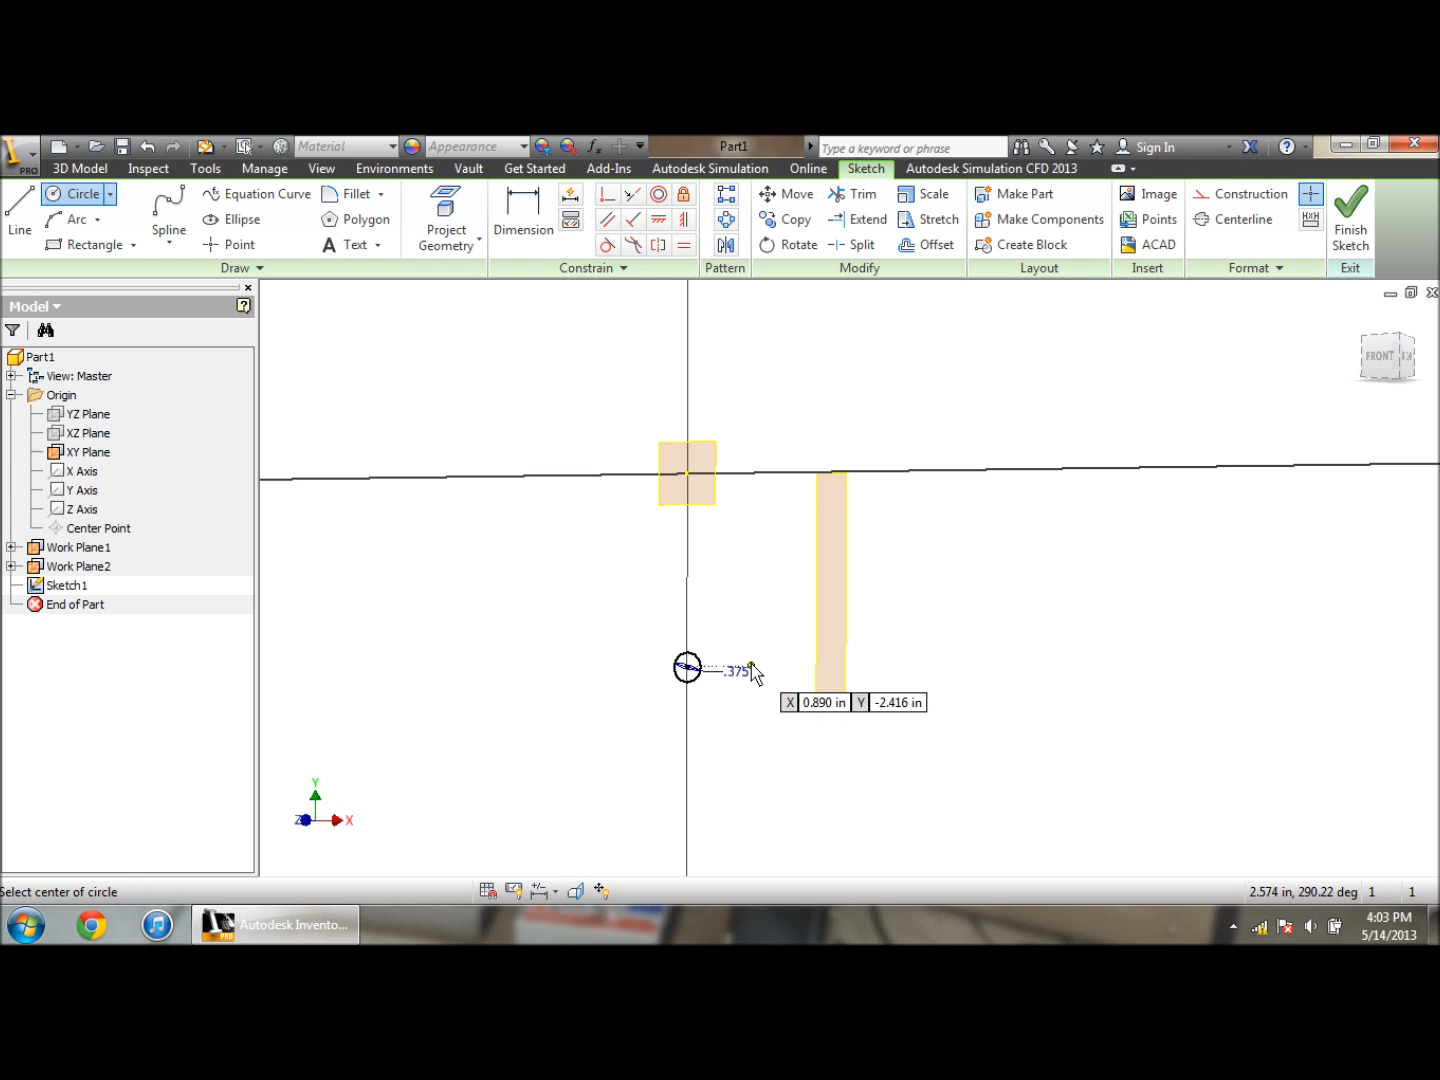 Material
Appearance
Part1
Type a keyword or phrase
Sign In
PRO
3D Model
Inspect
Tools
Manage
View
Environments
Vault
Get Started
Add-Ins
Autodesk Simulation
Online
Sketch
Autodesk Simulation CFD 2013
Line
Circle
Arc
Rectangle
Spline
Equation Curve
Ellipse
Point
Fillet
Polygon
Text
Project
Geometry
Dimension
Move
Copy
Rotate
Trim
Extend
Split
Scale
Stretch
Offset
Make Part
Make Components
Create Block
Image
Points
ACAD
Construction
Centerline
Finish
Sketch
Draw
Constrain
Pattern
Modify
Layout
Insert
Format
Exit
Model
Part1
View: Master
Origin
YZ Plane
XZ Plane
XY Plane
X Axis
Y Axis
Z Axis
Center Point
Work Plane1
Work Plane2
Sketch1
End of Part
FRONT
.375
X 0.890 in Y -2.416 in
Y
Z
X
Select center of circle
2.574 in, 290.22 deg 1 1
Autodesk Invento...
4:03 PM
5/14/2013